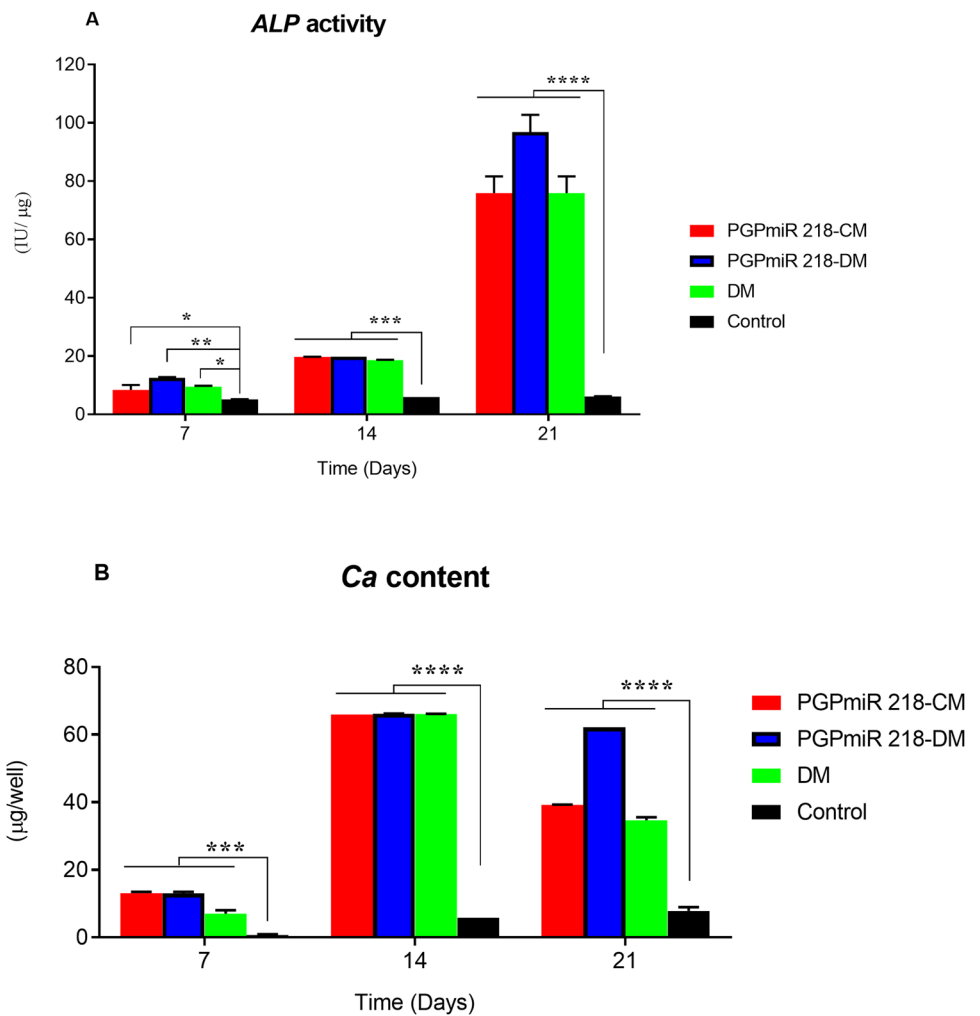 A
ALP activity
120
100
80
60
40
20
0
(IU/ μg)
****
***
*
**
*
7
14
21
Time (Days)
PGPmiR 218-CM
PGPmiR 218-DM
DM
Control
B
Ca content
80
60
40
20
0
(μg/well)
***
****
****
7
14
21
Time (Days)
PGPmiR 218-CM
PGPmiR 218-DM
DM
Control